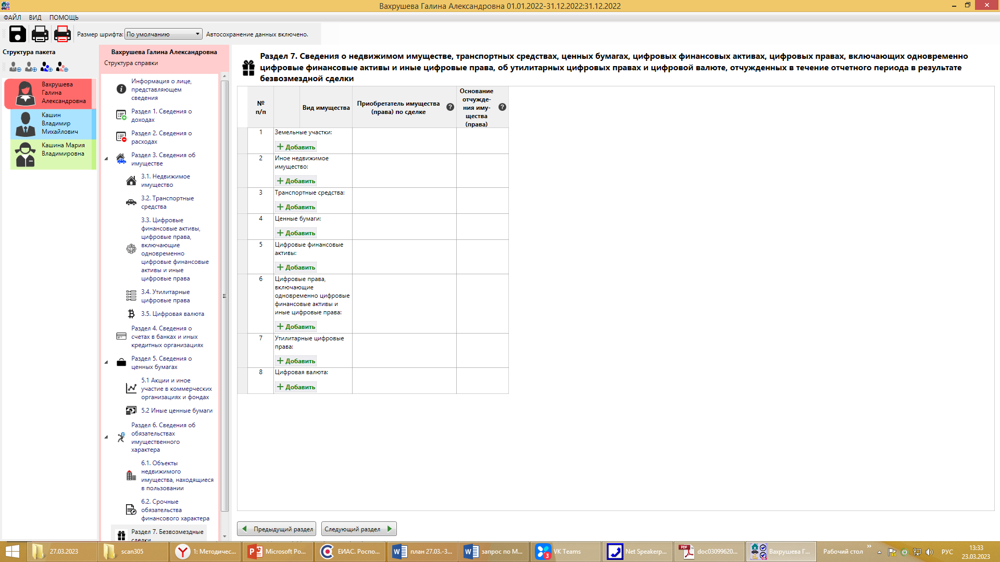 Вахрушева Галина Александровна 01.01.2022-31.12.2022:31.12.2022
ФАЙЛ ВИД ПОМОЩЬ
Размер шрифта: По умолчанию Автосохранение данных включено.
Структура пакета
Вахрушева
Галина
Александровна
Кашин
Владимир
Михайлович
Кашина Мария
Владимировна
Вахрушева Галина Александровна
Структура справки
Информация о лице,
представляющем
сведения
Раздел 1. Сведения о
доходах
Раздел 2. Сведения о
расходах
Раздел 3. Сведения об
имуществе
3.1. Недвижимое
имущество
3.2. Транспортные
средства
3.3. Цифровые
финансовые активы,
цифровые права,
включающие
одновременно
цифровые финансовые
активы и иные
цифровые права
3.4. Утилитарные
цифровые права
3.5. Цифровая валюта
Раздел 4. Сведения о
счетах в банках и иных
кредитных организациях
Раздел 5. Сведения о
ценных бумагах
5.1 Акции и иное
участие в коммерческих
организациях и фондах
5.2 Иные ценные бумаги
Раздел 6. Сведения об
обязательствах
имущественного
характера
6.1. Объекты
недвижимого
имущества, находящиеся
в пользовании
6.2. Срочные
обязательства
финансового характера
Раздел 7. Безвозмездные
сделки
Раздел 7. Сведения о недвижимом имуществе, транспортных средствах, ценных бумагах, цифровых финансовых активах, цифровых правах, включающих одновременно
цифровые финансовые активы и иные цифровые права, об утилитарных цифровых правах и цифровой валюте, отчужденных в течение отчетного периода в результате
безвозмездной сделки
№
п/п
Вид имущества
Приобретатель имущества
(права) по сделке
?
Основание
отчужде-
ния иму-
щества
(права)
?
1 Земельные участки:
Добавить
2 Иное недвижимое
имущество:
Добавить
3 Транспортные средства:
Добавить
4 Ценные бумаги:
Добавить
5 Цифровые финансовые
активы:
Добавить
6 Цифровые права,
включающие
одновременно цифровые
финансовые активы и
иные цифровые права:
Добавить
7 Утилитарные цифровые
права:
Добавить
8 Цифровая валюта:
Добавить
Предыдущий раздел Следующий раздел
27.03.2023 scan305 1: Методичес... Microsoft Po... ЕИАС. Роспо... план 27.03.-3... запрос по М... 3 VK Teams Net Speakerp... PDF doc03099620... Вахрушева Г... Рабочий стол РУС
13:33
23.03.2023